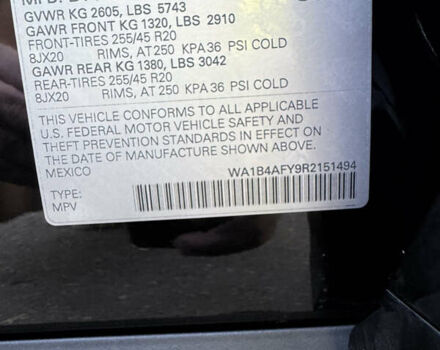 GVWR KG 2605, LBS 5743
GAWR FRONT KG 1320, LBS 2910
FRONT-TIRES 255/45 R20
8JX20 RIMS, AT 250 KPA 36 PSI COLD
GAWR REAR KG 1380, LBS 3042
REAR-TIRES 255/45 R20
8JX20 RIMS, AT 250 KPA 36 PSI COLD
THIS VEHICLE CONFORMS TO ALL APPLICABLE
U.S. FEDERAL MOTOR VEHICLE SAFETY AND
THEFT PREVENTION STANDARDS IN EFFECT ON
THE DATE OF MANUFACTURE SHOWN ABOVE.
MEXICO
WA1B4AFY9R2151494
TYPE:
MPV